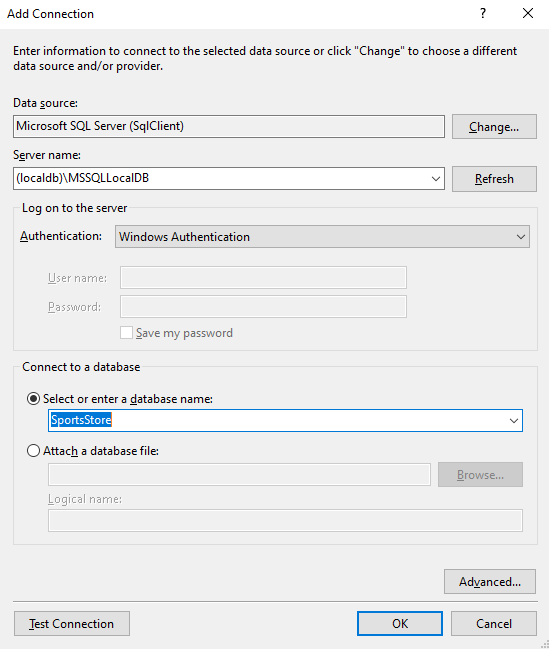 Add Connection
?
Enter information to connect to the selected data source or click "Change" to choose a different
data source and/or provider.
Data source:
Microsoft SQL Server (SqlClient)
Change...
Server name:
(localdb)\MSSQLLocalDB
Refresh
Log on to the server
Authentication:
Windows Authentication
User name:
Password:
Save my password
Connect to a database
Select or enter a database name:
SportsStore
Attach a database file:
Browse...
Logical name:
Advanced...
Test Connection
OK
Cancel